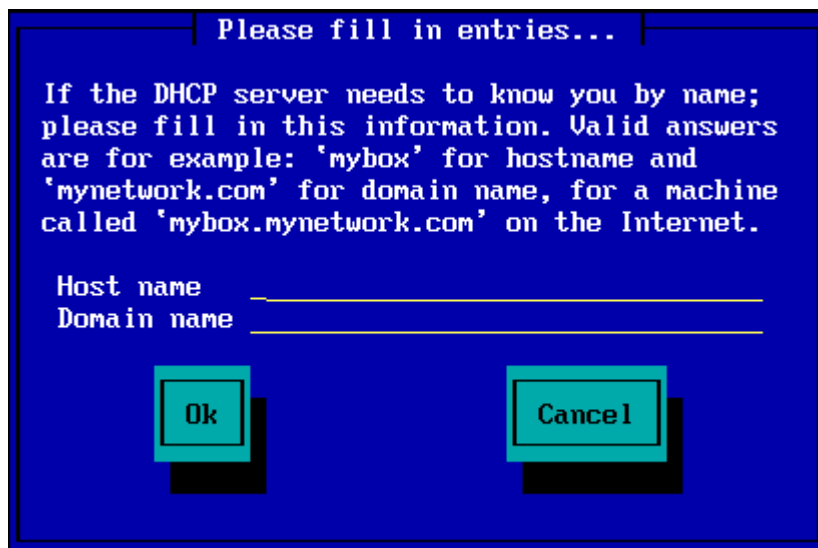 Please fill in entries...
If the DHCP server needs to know you by name;
please fill in this information. Valid answers
are for example: ‘mybox’ for hostname and
‘mynetwork.com’ for domain name, for a machine
called ‘mybox.mynetwork.com’ on the Internet.
Host name
Domain name
Ok Cancel